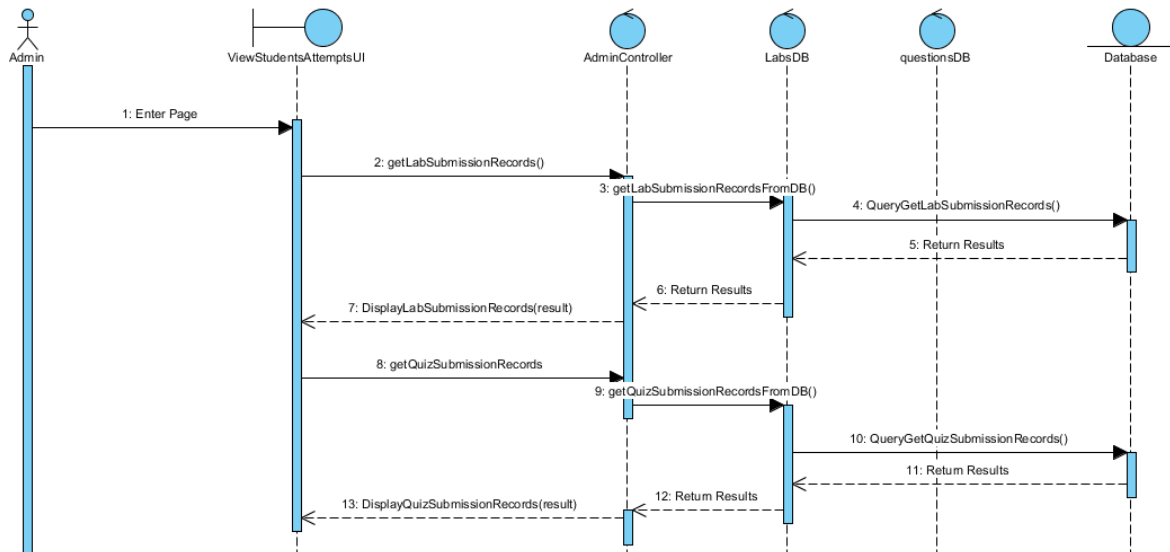 Admin
ViewStudentsAttemptsUI
AdminController
LabsDB
questionsDB
Database
1: Enter Page
2: getLabSubmissionRecords()
3: getLabSubmissionRecordsFromDB()
4: QueryGetLabSubmissionRecords()
5: Return Results
6: Return Results
7: DisplayLabSubmissionRecords(result)
8: getQuizSubmissionRecords
9: getQuizSubmissionRecordsFromDB()
10: QueryGetQuizSubmissionRecords()
11: Return Results
12: Return Results
13: DisplayQuizSubmissionRecords(result)